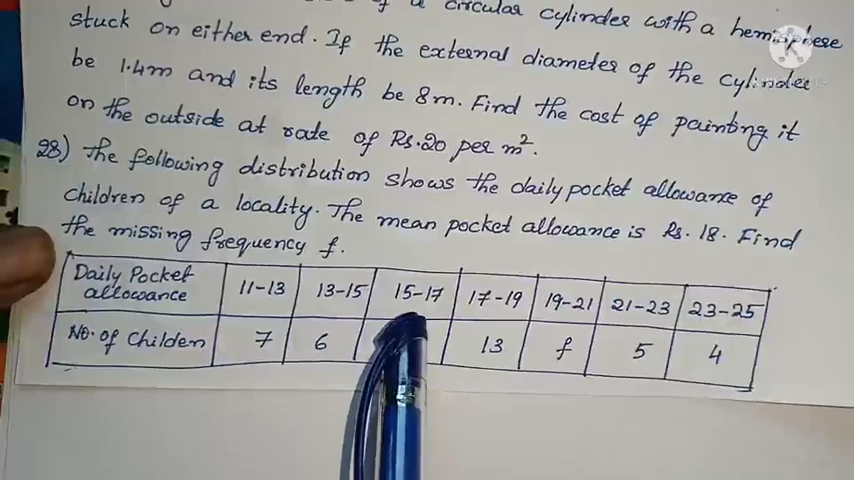 of a circular cylinder with a hemisphere
stuck on either end. If the external diameter of the cylinder
be 1.4m and its length be 8m. Find the cost of painting it
on the outside at rate of Rs.20 per m².
28) The following distribution shows the daily pocket allowance of
children of a locality. The mean pocket allowance is Rs. 18. Find
the missing frequency f.
Daily Pocket allowance 11-13 13-15 15-17 17-19 19-21 21-23 23-25
No. of Children 7 6 13 f 5 4
K